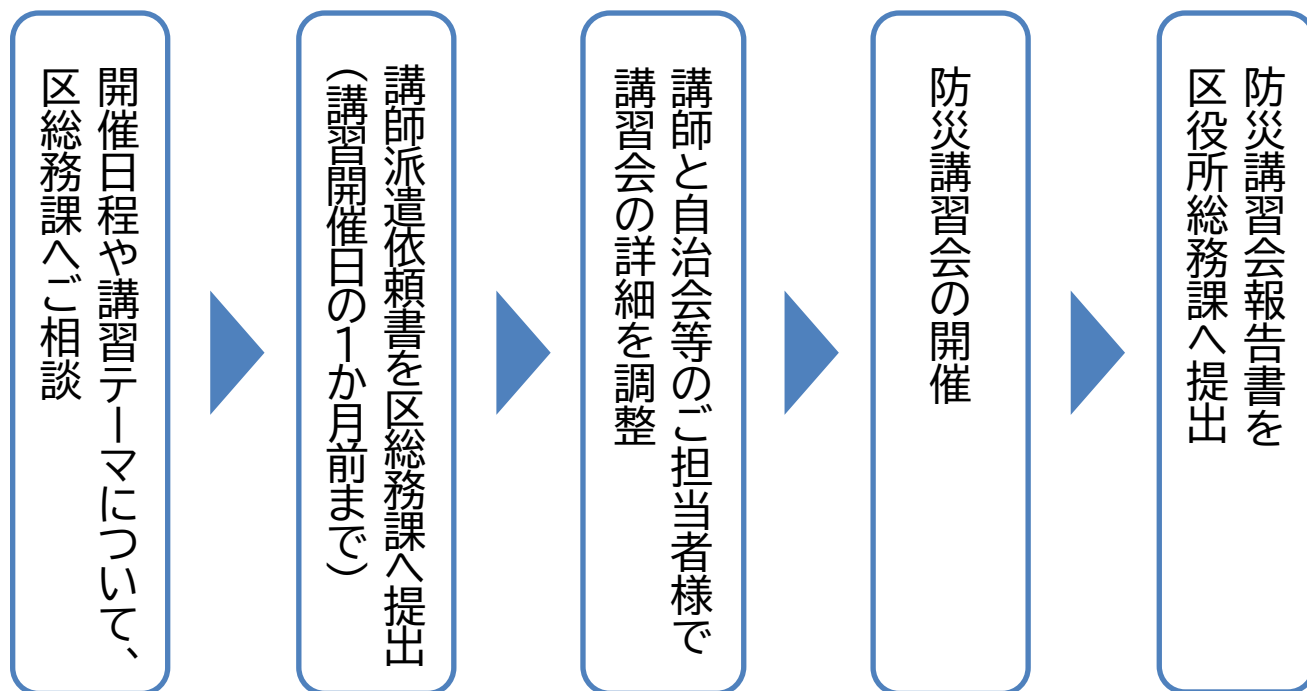 開催日程や講習テーマについて、
区総務課へご相談
講師派遣依頼書を区総務課へ提出
（講習開催日の１か月前まで）
講師と自治会等のご担当者様で
講習会の詳細を調整
防災講習会の開催
防災講習会報告書を
区役所総務課へ提出